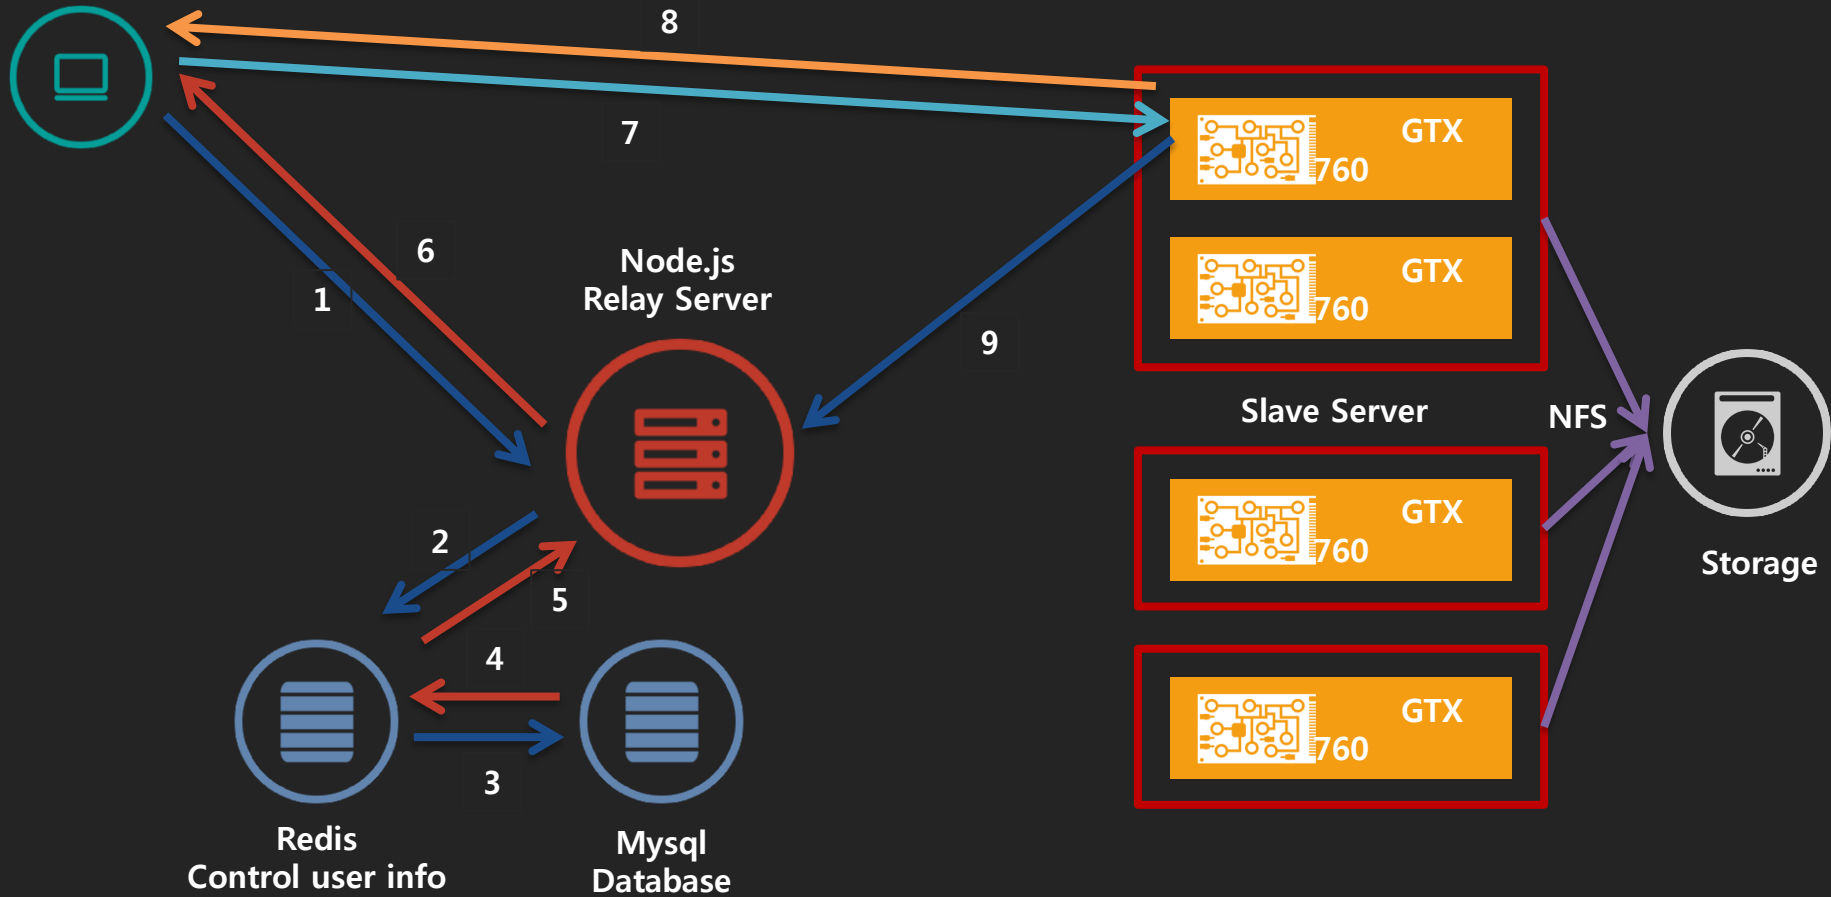 8
7
GTX
760
6
1
Node.js
Relay Server
GTX
760
9
Slave Server
NFS
GTX
760
2
5
Storage
4
3
GTX
760
Redis
Control user info
Mysql
Database